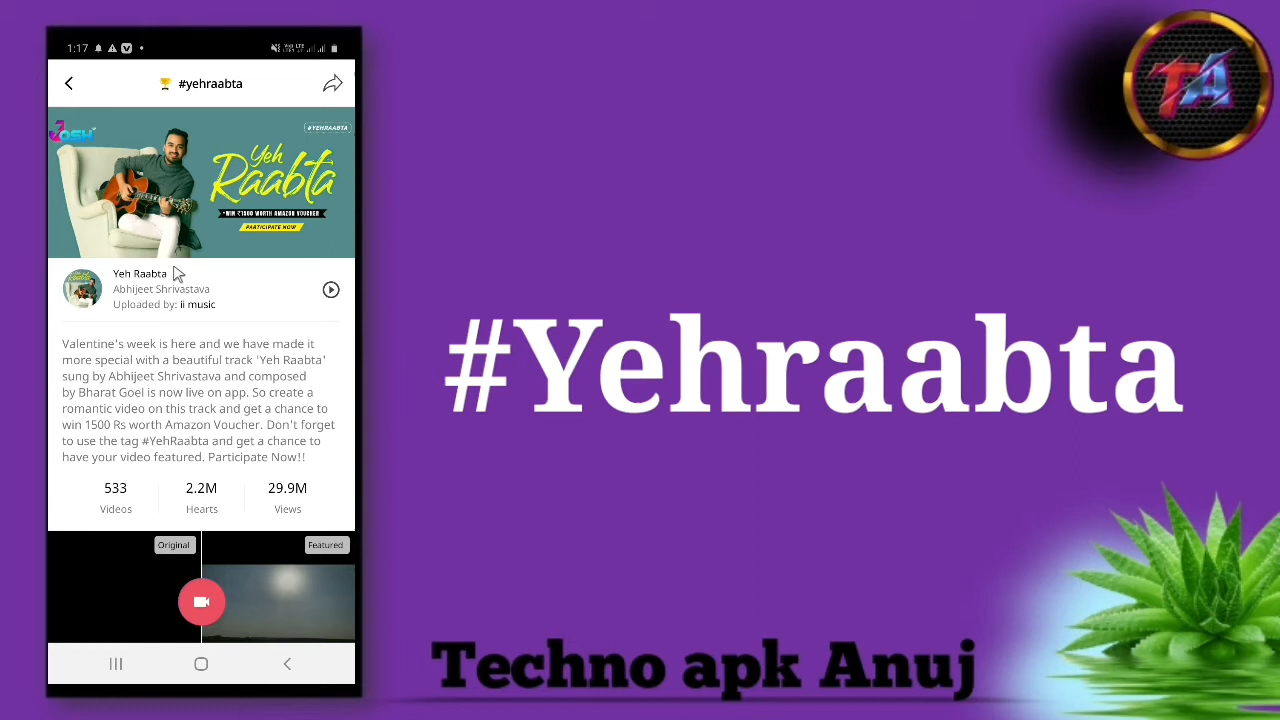 1:17
VoD LTE
#yehraabta
JOSH
#YEHRAABTA
Yeh
Raabta
*WIN ₹1500 WORTH AMAZON VOUCHER
PARTICIPATE NOW
Yeh Raabta
Abhijeet Shrivastava
Uploaded by: ii music
Valentine's week is here and we have made it
more special with a beautiful track 'Yeh Raabta'
sung by Abhijeet Shrivastava and composed
by Bharat Goel is now live on app. So create a
romantic video on this track and get a chance to
win 1500 Rs worth Amazon Voucher. Don't forget
to use the tag #YehRaabta and get a chance to
have your video featured. Participate Now!!
533 2.2M 29.9M
Videos Hearts Views
Original Featured
TA
#Yehraabta
Techno apk Anuj